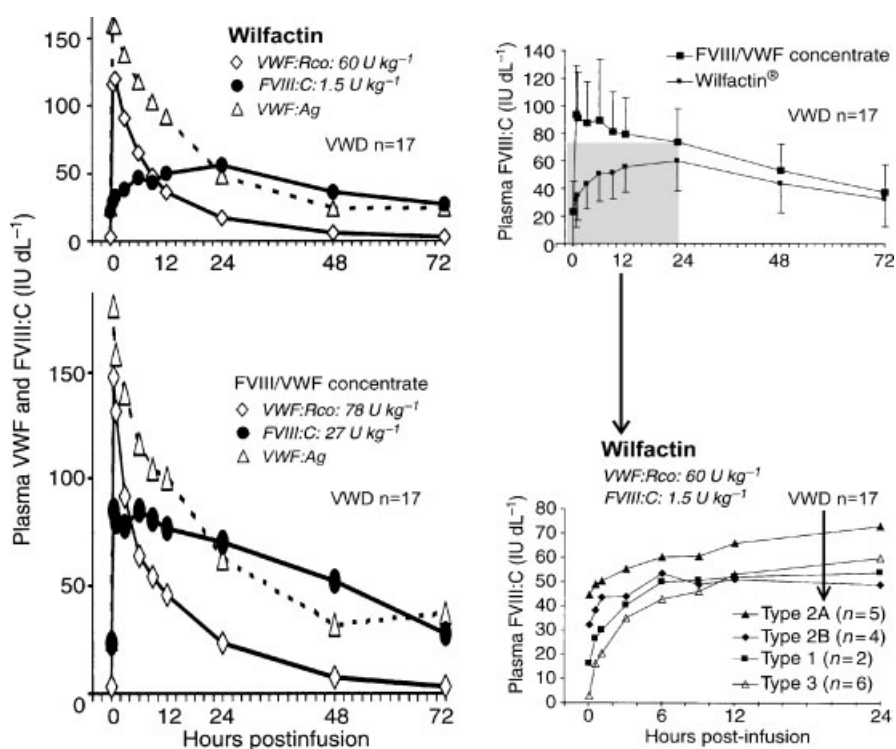 Plasma VWF and FVIII:C (IU dL–1)
150
100
50
0
Wilfactin
VWF:Rco: 60 U kg–1
FVIII:C: 1.5 U kg–1
VWF:Ag
VWD n=17
0 12 24 48 72
150
100
50
0
FVIII/VWF concentrate
VWF:Rco: 78 U kg–1
FVIII:C: 27 U kg–1
VWF:Ag
VWD n=17
0 12 24 48 72
Hours postinfusion
Plasma FVIII:C (IU dL–1)
140
120
100
80
60
40
20
0
FVIII/VWF concentrate
Wilfactin®
VWD n=17
0 12 24 48 72
Wilfactin
VWF:Rco: 60 U kg–1
FVIII:C: 1.5 U kg–1
VWD n=17
Plasma FVIII:C (IU dL–1)
80
70
60
50
40
30
20
10
0
Type 2A (n=5)
Type 2B (n=4)
Type 1 (n=2)
Type 3 (n=6)
0 6 12 24
Hours post-infusion